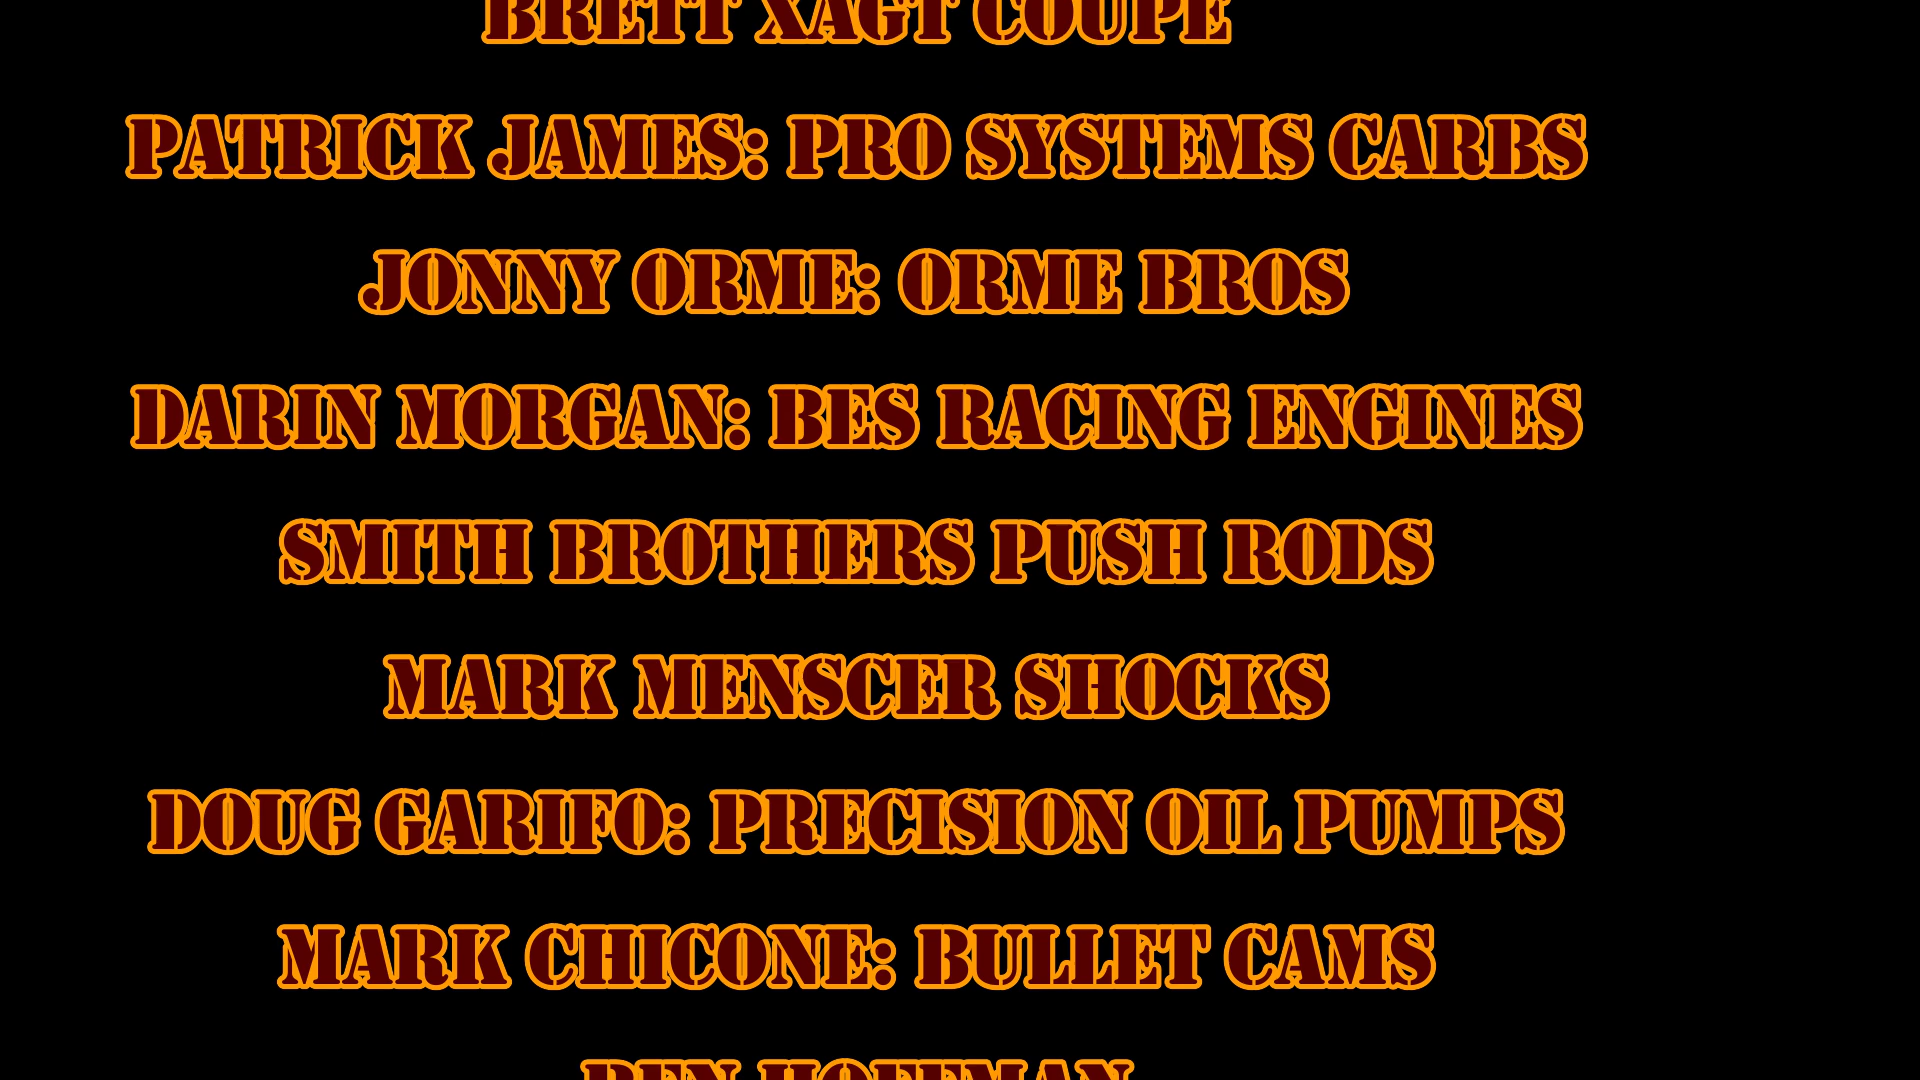 BRETT XAGT COUPE
PATRICK JAMES: PRO SYSTEMS CARBS
JONNY ORME: ORME BROS
DARIN MORGAN: BES RACING ENGINES
SMITH BROTHERS PUSH RODS
MARK MENSCER SHOCKS
DOUG GARIFO: PRECISION OIL PUMPS
MARK CHICONE: BULLET CAMS
HOFFMAN